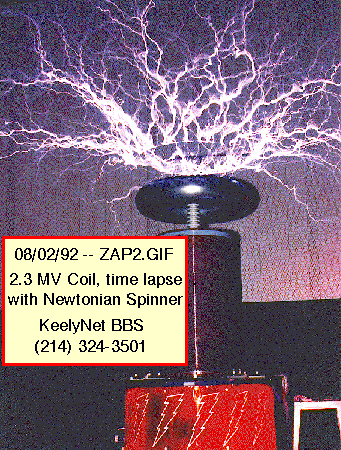 08/02/92 -- ZAP2.GIF
2.3 MV Coil, time lapse
with Newtonian Spinner
KeelyNet BBS
(214) 324-3501